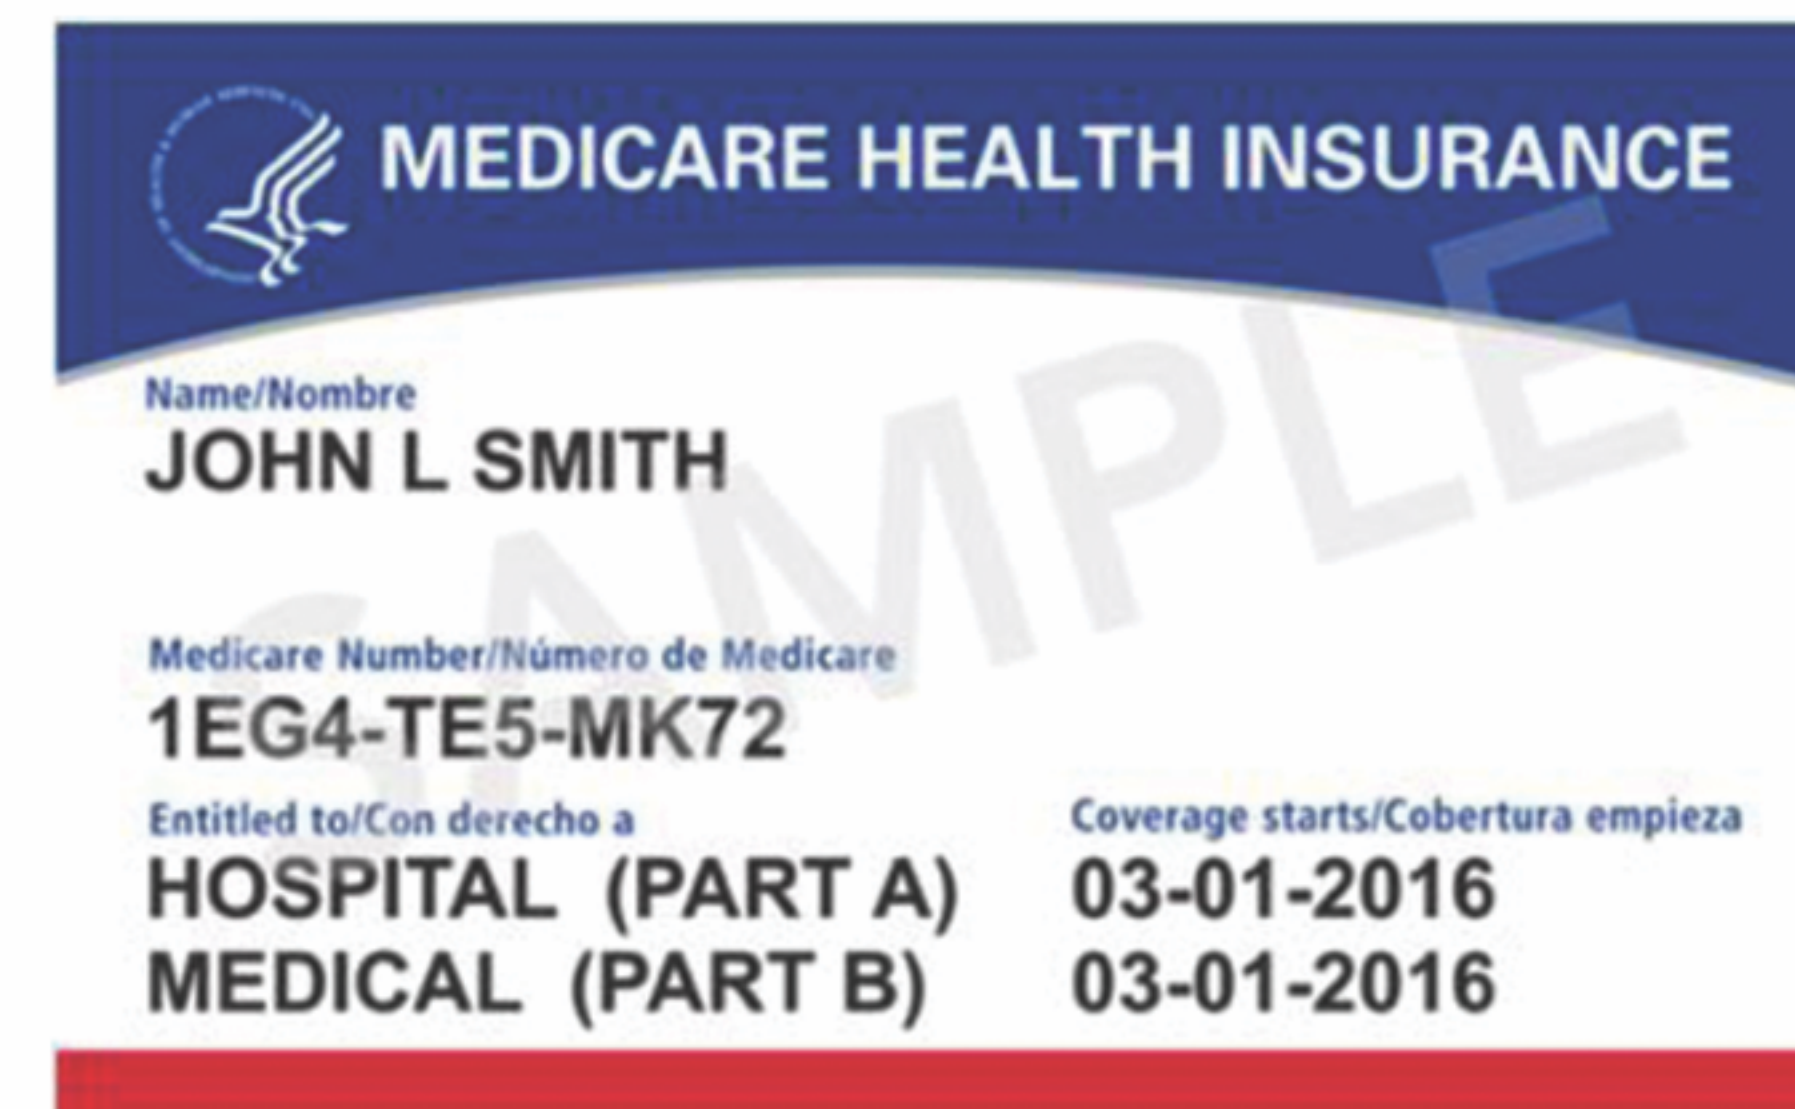 MEDICARE HEALTH INSURANCE
Name/Nombre
JOHN L SMITH
Medicare Number/Número de Medicare
1EG4-TE5-MK72
Entitled to/Con derecho a
HOSPITAL (PART A)
MEDICAL (PART B)
Coverage starts/Cobertura empieza
03-01-2016
03-01-2016
SAMPLE